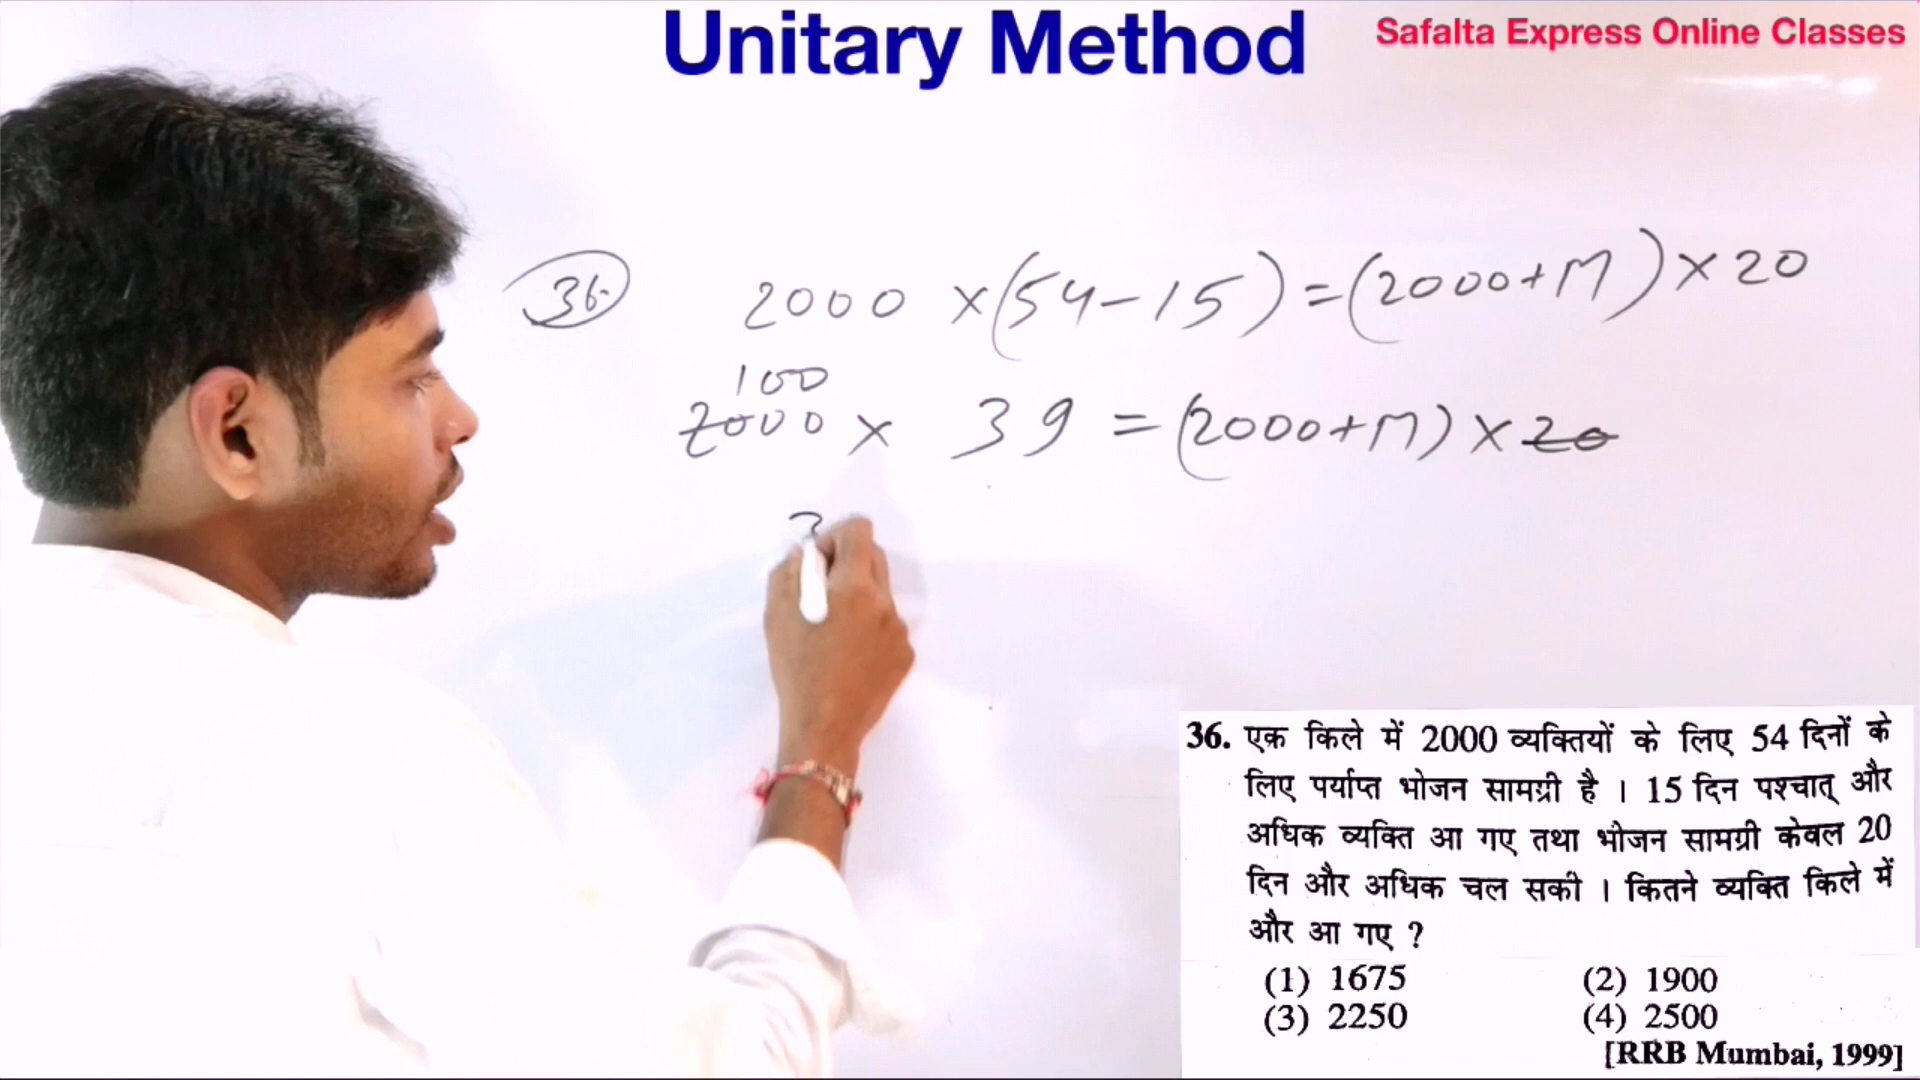 Unitary Method
Safalta Express Online Classes
36.
2000 ×(54-15)=(2000+M)×20
100
2000 × 39 = (2000+M)×20
3
36. एक किले में 2000 व्यक्तियों के लिए 54 दिनों के
लिए पर्याप्त भोजन सामग्री है । 15 दिन पश्चात् और
अधिक व्यक्ति आ गए तथा भोजन सामग्री केवल 20
दिन और अधिक चल सकी । कितने व्यक्ति किले में
और आ गए ?
(1) 1675 (2) 1900
(3) 2250 (4) 2500
[RRB Mumbai, 1999]